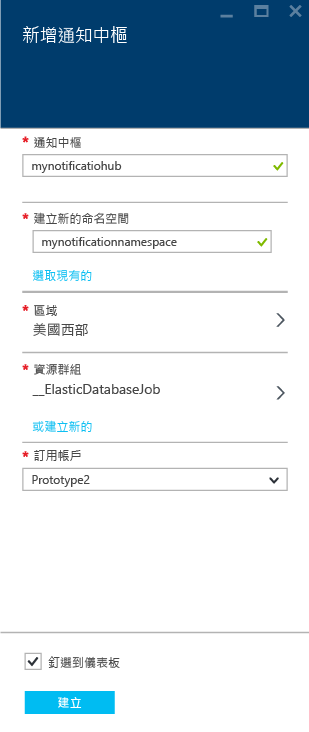 新增通知中樞
* 通知中樞
mynotificatiohub
* 建立新的命名空間
mynotificationnamespace
選取現有的
* 區域
美國西部
* 資源群組
__ElasticDatabaseJob
或建立新的
* 訂用帳戶
Prototype2
釘選到儀表板
建立